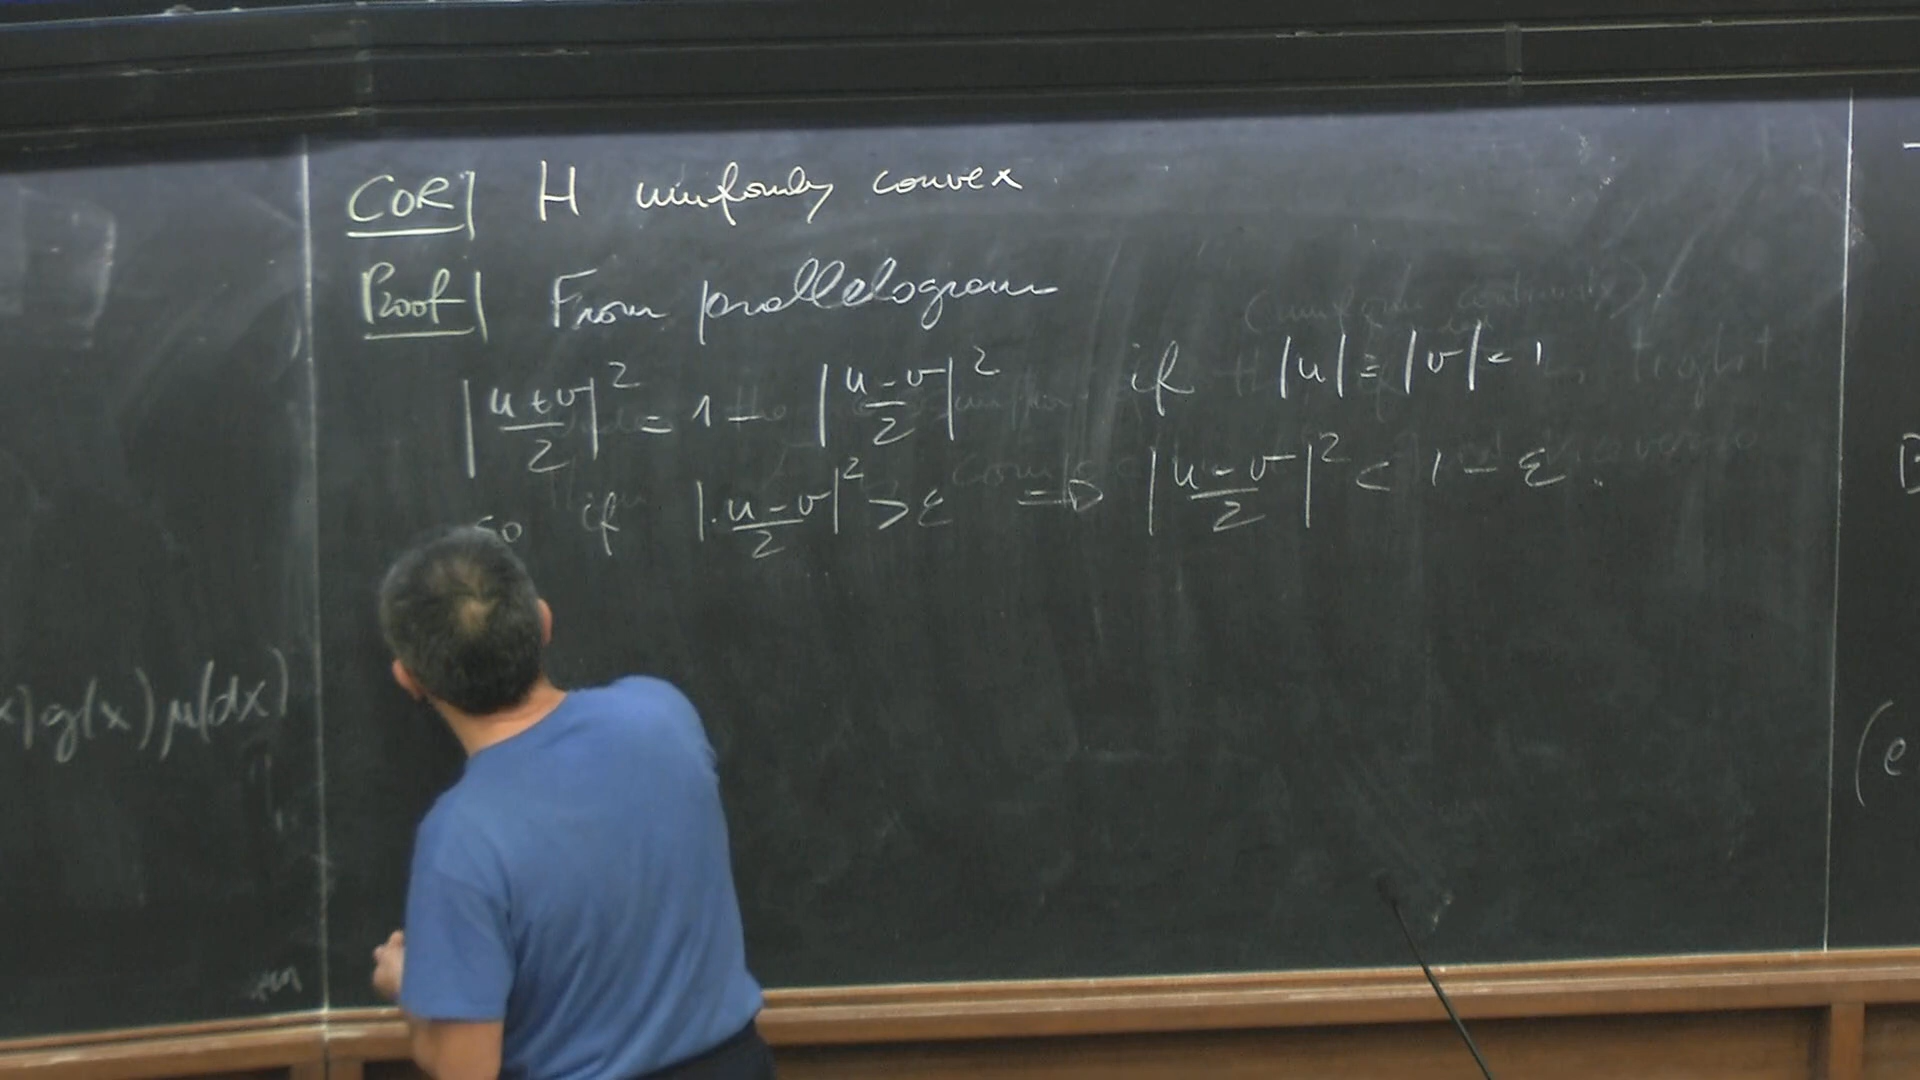 COR| H uniformly convex
Proof| From parallelogram
|u+v/2|² = 1 - |u-v/2|² if |u| = |v| = 1
So if |u-v/2|² > ε ⇒ |u-v/2|² < 1 - ε.
x) g(x) μ(dx)
(e